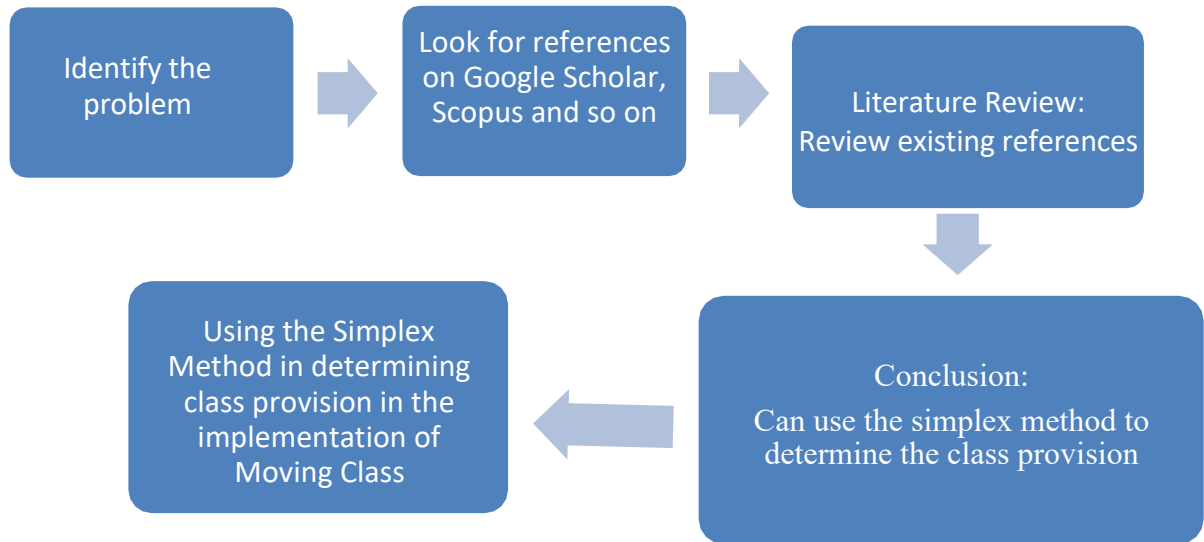 Identify the
problem
Look for references
on Google Scholar,
Scopus and so on
Literature Review:
Review existing references
Conclusion:
Can use the simplex method to
determine the class provision
Using the Simplex
Method in determining
class provision in the
implementation of
Moving Class